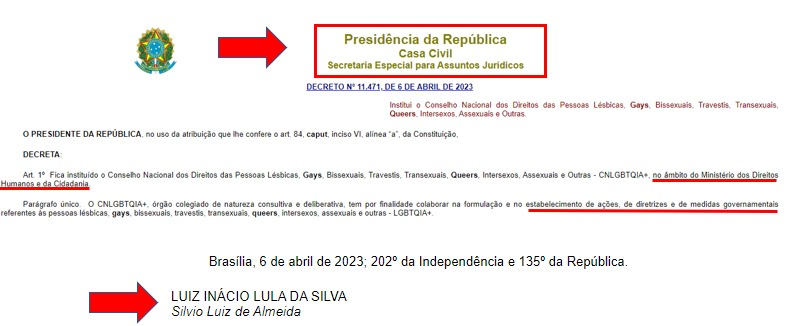 Presidência da República
Casa Civil
Secretaria Especial para Assuntos Jurídicos
DECRETO Nº 11.471, DE 6 DE ABRIL DE 2023
Institui o Conselho Nacional dos Direitos das Pessoas Lésbicas, Gays, Bissexuais, Travestis, Transexuais,
Queers, Intersexos, Assexuais e Outras.
O PRESIDENTE DA REPÚBLICA, no uso da atribuição que lhe confere o art. 84, caput, inciso VI, alínea “a”, da Constituição,
DECRETA:
Art. 1º Fica instituído o Conselho Nacional dos Direitos das Pessoas Lésbicas, Gays, Bissexuais, Travestis, Transexuais, Queers, Intersexos, Assexuais e Outras - CNLGBTQIA+, no âmbito do Ministério dos Direitos
Humanos e da Cidadania.
Parágrafo único. O CNLGBTQIA+, órgão colegiado de natureza consultiva e deliberativa, tem por finalidade colaborar na formulação e no estabelecimento de ações, de diretrizes e de medidas governamentais
referentes às pessoas lésbicas, gays, bissexuais, travestis, transexuais, queers, intersexos, assexuais e outras - LGBTQIA+.
Brasília, 6 de abril de 2023; 202º da Independência e 135º da República.
LUIZ INÁCIO LULA DA SILVA
Silvio Luiz de Almeida